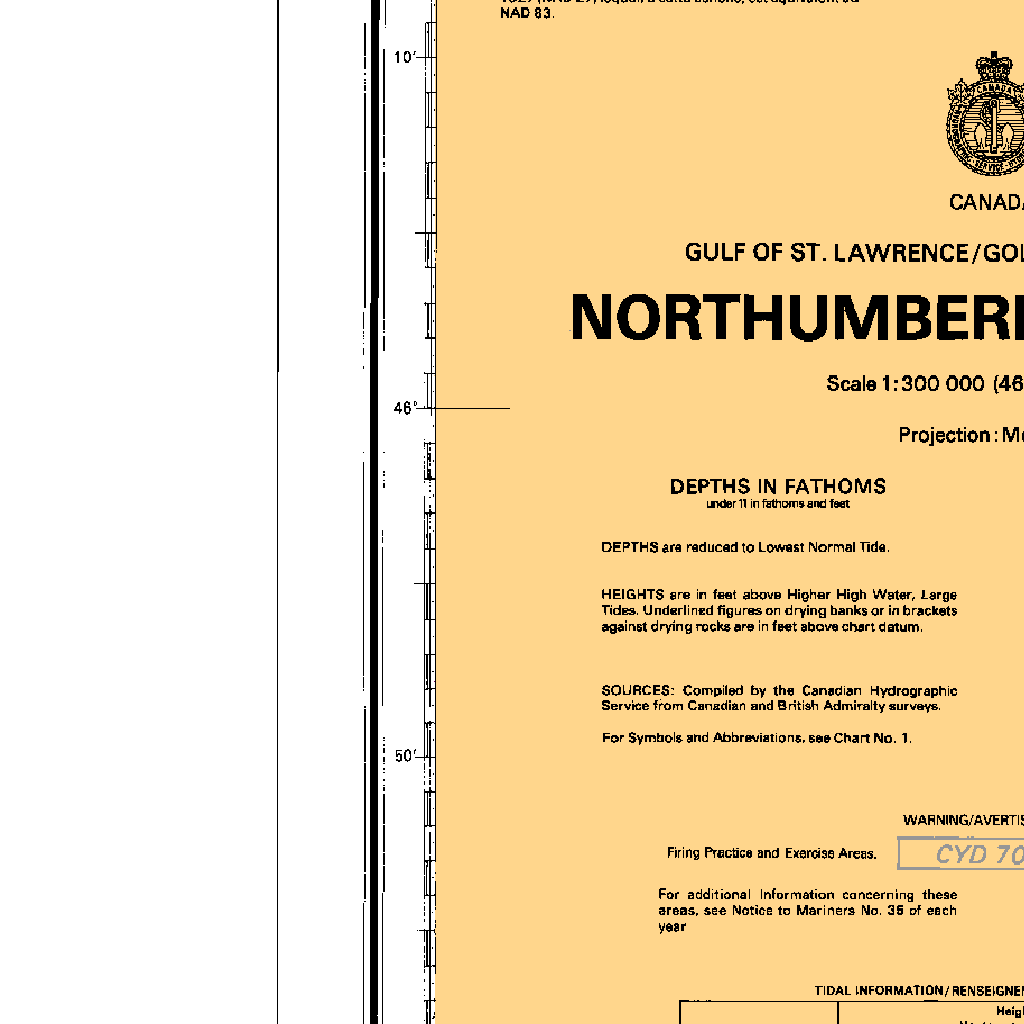 NAD 83.
10′
CANADA
CANAD
GULF OF ST. LAWRENCE/GOL
NORTHUMBERL
Scale 1:300 000 (46
46°
Projection: Me
DEPTHS IN FATHOMS
under 11 in fathoms and feet
DEPTHS are reduced to Lowest Normal Tide.
HEIGHTS are in feet above Higher High Water, Large
Tides. Underlined figures on drying banks or in brackets
against drying rocks are in feet above chart datum.
SOURCES: Compiled by the Canadian Hydrographic
Service from Canadian and British Admiralty surveys.
For Symbols and Abbreviations, see Chart No. 1.
50′
WARNING/AVERTIS
Firing Practice and Exercise Areas.
CYD 70
For additional Information concerning these
areas, see Notice to Mariners No. 35 of each
year
TIDAL INFORMATION/RENSEIGNE
Heig